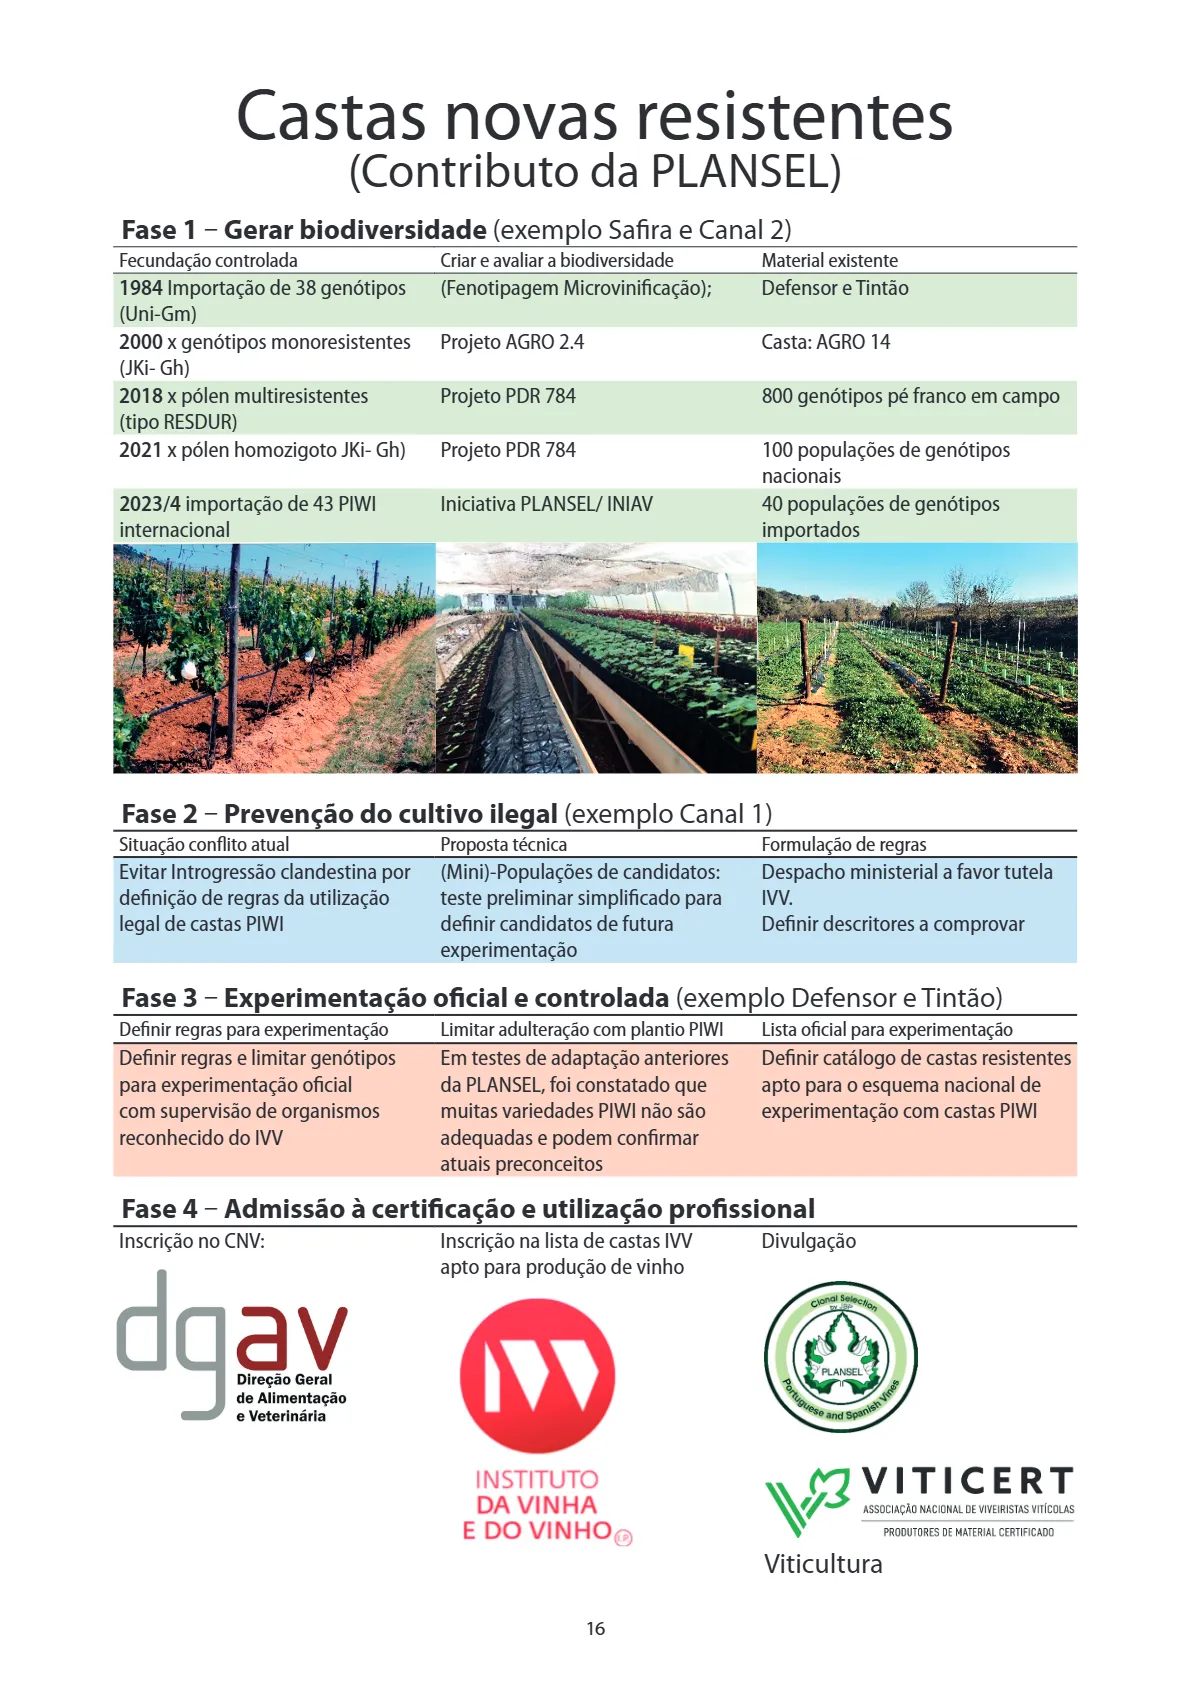 Castas novas resistentes
(Contributo da PLANSEL)
Fase 1 – Gerar biodiversidade (exemplo Safira e Canal 2)
Fecundação controlada
Criar e avaliar a biodiversidade
Material existente
1984 Importação de 38 genótipos
(Uni-Gm)
(Fenotipagem Microvinificação);
Defensor e Tintão
2000 x genótipos monoresistentes
(JKi- Gh)
Projeto AGRO 2.4
Casta: AGRO 14
2018 x pólen multiresistentes
(tipo RESDUR)
Projeto PDR 784
800 genótipos pé franco em campo
2021 x pólen homozigoto JKi- Gh)
Projeto PDR 784
100 populações de genótipos
nacionais
2023/4 importação de 43 PIWI
internacional
Iniciativa PLANSEL/ INIAV
40 populações de genótipos
importados
Fase 2 – Prevenção do cultivo ilegal (exemplo Canal 1)
Situação conflito atual
Proposta técnica
Formulação de regras
Evitar Introgressão clandestina por
definição de regras da utilização
legal de castas PIWI
(Mini)-Populações de candidatos:
teste preliminar simplificado para
definir candidatos de futura
experimentação
Despacho ministerial a favor tutela
IVV.
Definir descritores a comprovar
Fase 3 – Experimentação oficial e controlada (exemplo Defensor e Tintão)
Definir regras para experimentação
Limitar adulteração com plantio PIWI
Lista oficial para experimentação
Definir regras e limitar genótipos
para experimentação oficial
com supervisão de organismos
reconhecido do IVV
Em testes de adaptação anteriores
da PLANSEL, foi constatado que
muitas variedades PIWI não são
adequadas e podem confirmar
atuais preconceitos
Definir catálogo de castas resistentes
apto para o esquema nacional de
experimentação com castas PIWI
Fase 4 – Admissão à certificação e utilização profissional
Inscrição no CNV:
Inscrição na lista de castas IVV
apto para produção de vinho
Divulgação
dgav
Direção Geral
de Alimentação
e Veterinária
IVV
INSTITUTO
DA VINHA
E DO VINHO I.P.
Clonal Selection
by JBP
PLANSEL
Portuguese and Spanish Vines
VITICERT
ASSOCIAÇÃO NACIONAL DE VIVEIRISTAS VITÍCOLAS
PRODUTORES DE MATERIAL CERTIFICADO
Viticultura
16